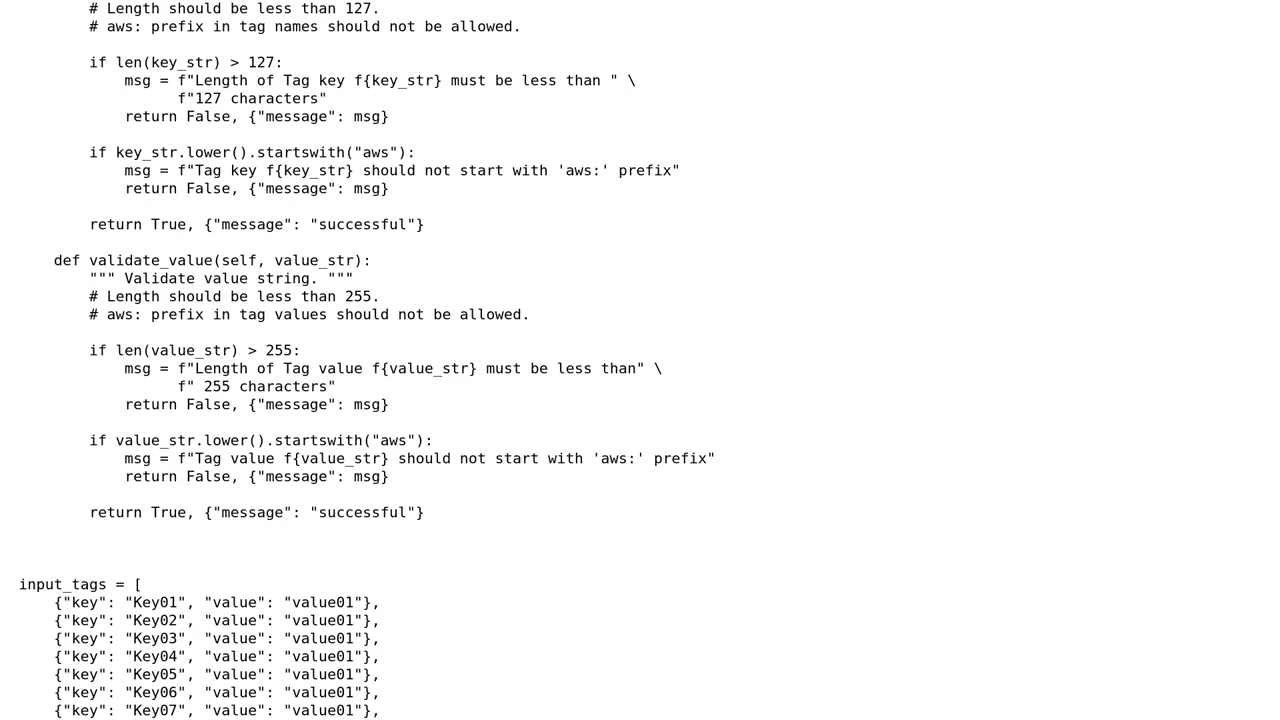 # Length should be less than 127.
        # aws: prefix in tag names should not be allowed.

        if len(key_str) > 127:
            msg = f"Length of Tag key f{key_str} must be less than " \
                  f"127 characters"
            return False, {"message": msg}

        if key_str.lower().startswith("aws"):
            msg = f"Tag key f{key_str} should not start with 'aws:' prefix"
            return False, {"message": msg}

        return True, {"message": "successful"}

    def validate_value(self, value_str):
        """ Validate value string. """
        # Length should be less than 255.
        # aws: prefix in tag values should not be allowed.

        if len(value_str) > 255:
            msg = f"Length of Tag value f{value_str} must be less than" \
                  f" 255 characters"
            return False, {"message": msg}

        if value_str.lower().startswith("aws"):
            msg = f"Tag value f{value_str} should not start with 'aws:' prefix"
            return False, {"message": msg}

        return True, {"message": "successful"}


input_tags = [
    {"key": "Key01", "value": "value01"},
    {"key": "Key02", "value": "value01"},
    {"key": "Key03", "value": "value01"},
    {"key": "Key04", "value": "value01"},
    {"key": "Key05", "value": "value01"},
    {"key": "Key06", "value": "value01"},
    {"key": "Key07", "value": "value01"},